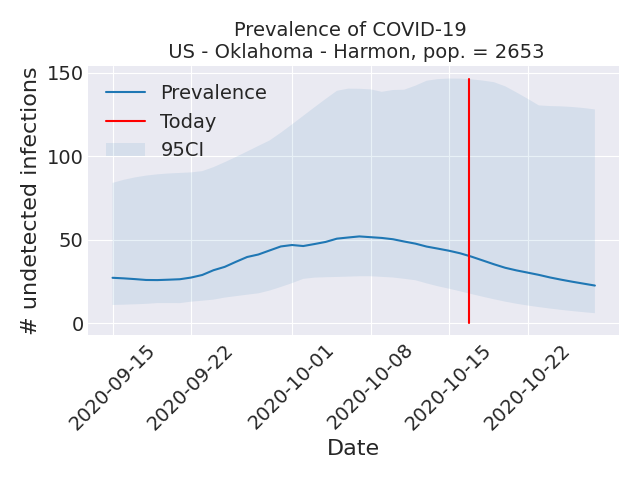 Prevalence of COVID-19
US - Oklahoma - Harmon, pop. = 2653
# undetected infections
150
100
50
0
Prevalence
Today
95CI
2020-09-15
2020-09-22
2020-10-01
2020-10-08
2020-10-15
2020-10-22
Date